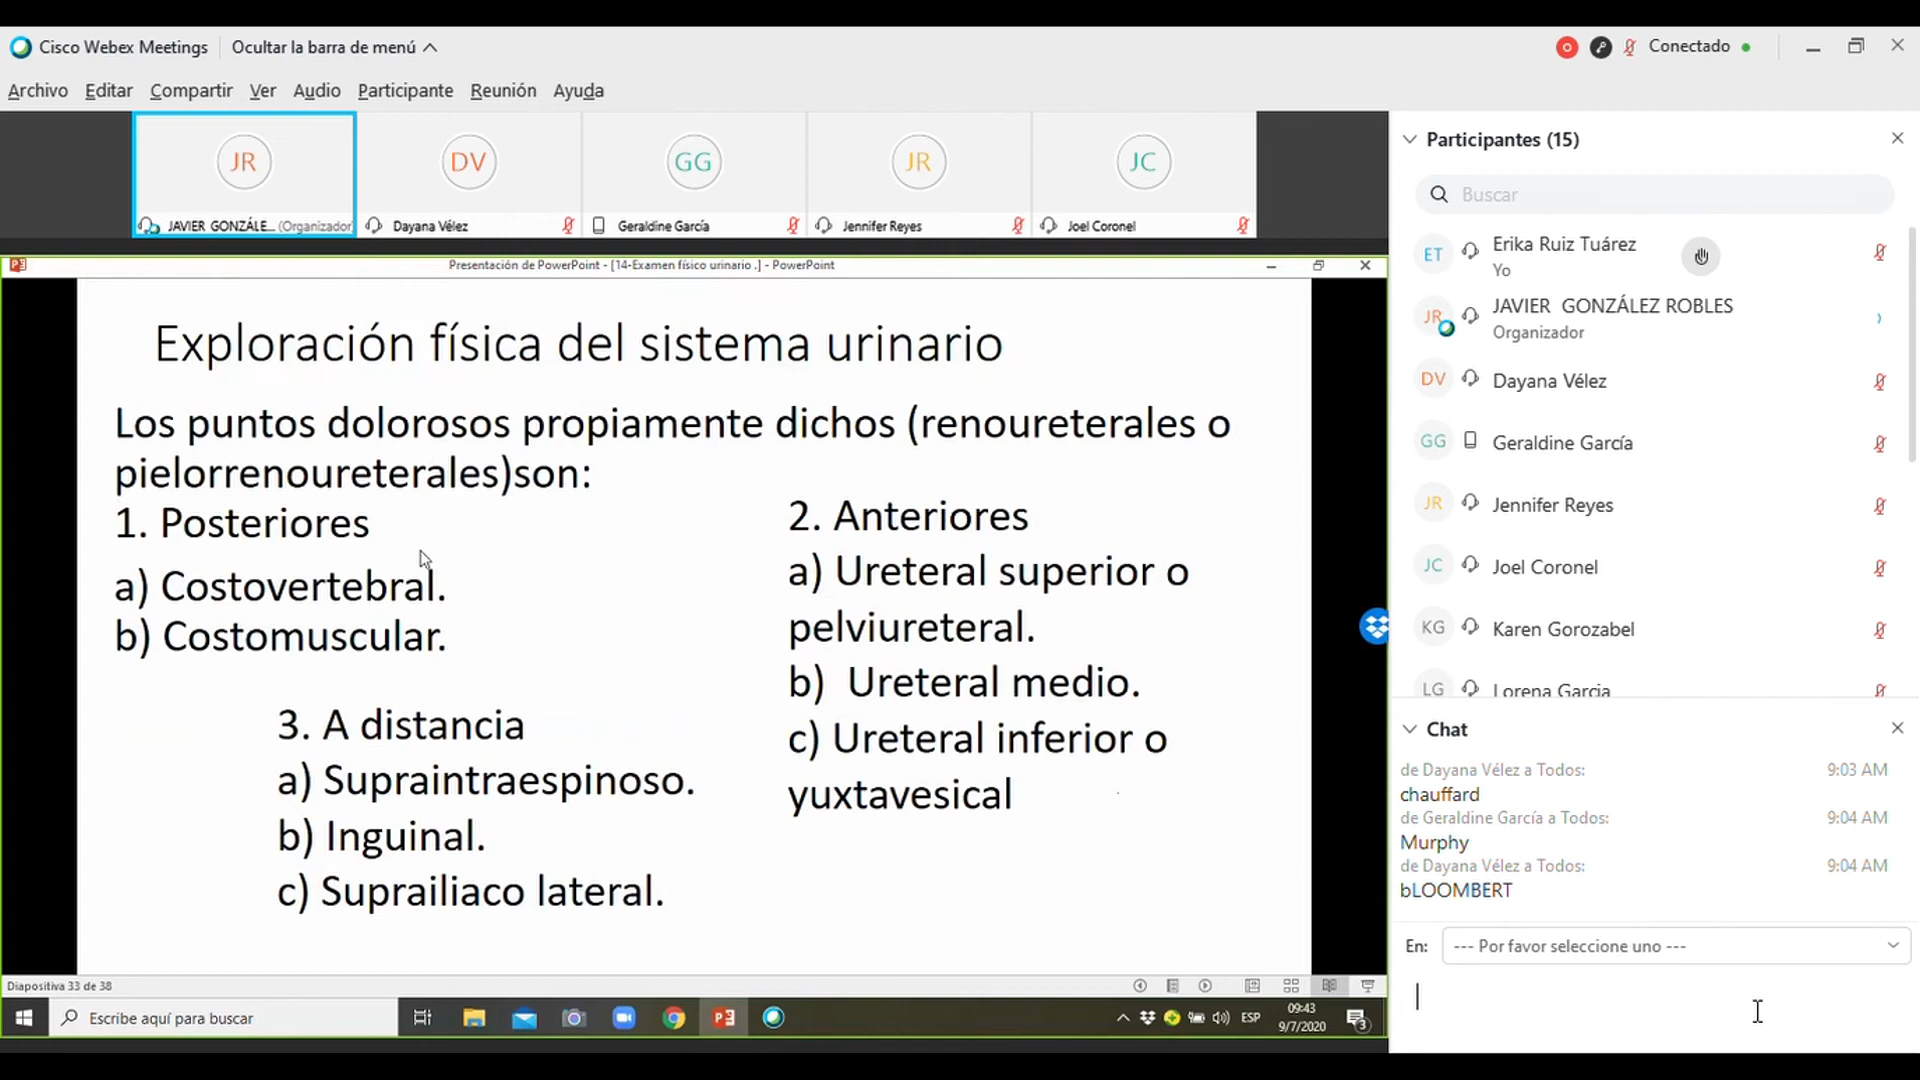 Cisco Webex Meetings
Ocultar la barra de menú
Conectado
Archivo Editar Compartir Ver Audio Participante Reunión Ayuda
JR
DV
GG
JR
JC
JAVIER GONZÁLE... (Organizador)
Dayana Vélez
Geraldine García
Jennifer Reyes
Joel Coronel
Presentación de PowerPoint - [14-Examen físico urinario .] - PowerPoint
Exploración física del sistema urinario
Los puntos dolorosos propiamente dichos (renoureterales o
pielorrenoureterales)son:
1. Posteriores
a) Costovertebral.
b) Costomuscular.
2. Anteriores
a) Ureteral superior o
pelviureteral.
b) Ureteral medio.
c) Ureteral inferior o
yuxtavesical
3. A distancia
a) Supraintraespinoso.
b) Inguinal.
c) Suprailiaco lateral.
Diapositiva 33 de 38
Escribe aquí para buscar
ESP
09:43
9/7/2020
3
Participantes (15)
Buscar
ET Erika Ruiz Tuárez
Yo
JR JAVIER GONZÁLEZ ROBLES
Organizador
DV Dayana Vélez
GG Geraldine García
JR Jennifer Reyes
JC Joel Coronel
KG Karen Gorozabel
LG Lorena Garcia
Chat
de Dayana Vélez a Todos: 9:03 AM
chauffard
de Geraldine García a Todos: 9:04 AM
Murphy
de Dayana Vélez a Todos: 9:04 AM
bLOOMBERT
En: --- Por favor seleccione uno ---